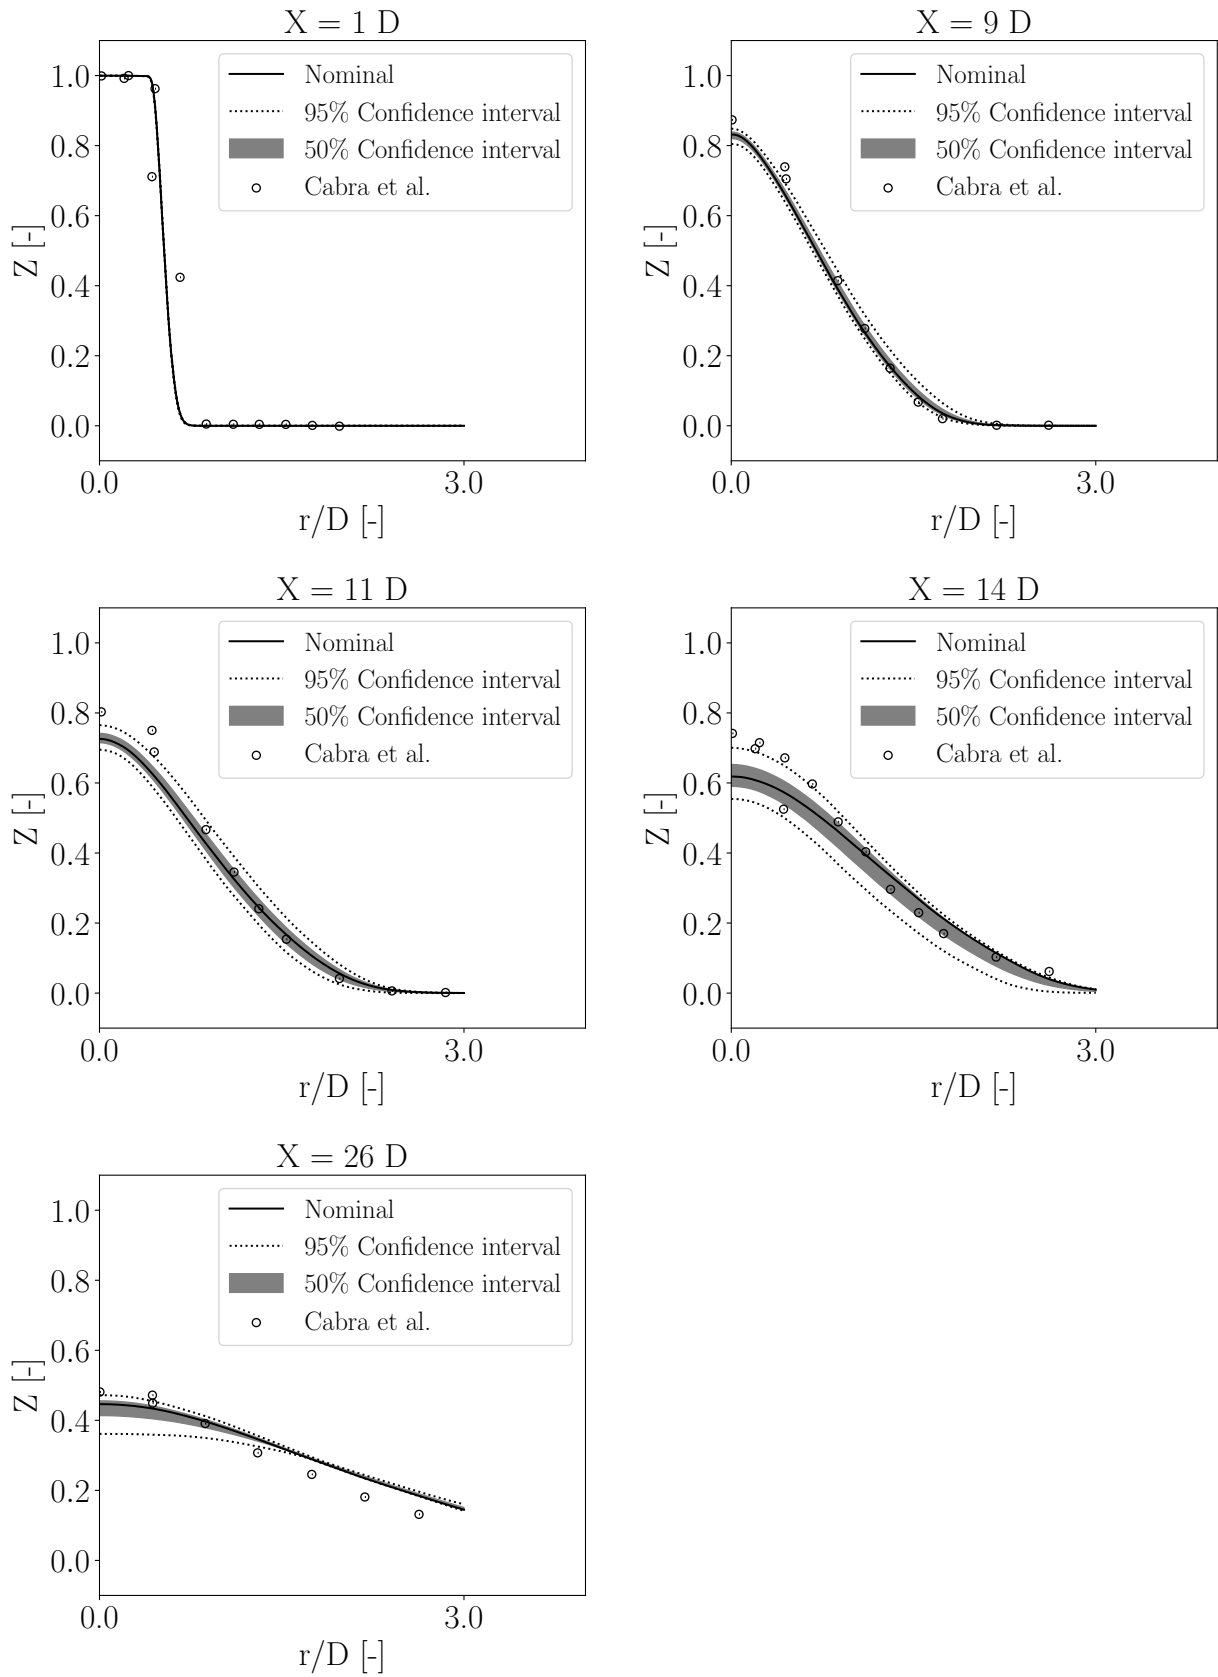 X = 1 D
Nominal
95% Confidence interval
50% Confidence interval
Cabra et al.
1.0
0.8
0.6
0.4
0.2
0.0
Z [-]
0.0 3.0
r/D [-]
X = 9 D
Nominal
95% Confidence interval
50% Confidence interval
Cabra et al.
1.0
0.8
0.6
0.4
0.2
0.0
Z [-]
0.0 3.0
r/D [-]
X = 11 D
Nominal
95% Confidence interval
50% Confidence interval
Cabra et al.
1.0
0.8
0.6
0.4
0.2
0.0
Z [-]
0.0 3.0
r/D [-]
X = 14 D
Nominal
95% Confidence interval
50% Confidence interval
Cabra et al.
1.0
0.8
0.6
0.4
0.2
0.0
Z [-]
0.0 3.0
r/D [-]
X = 26 D
Nominal
95% Confidence interval
50% Confidence interval
Cabra et al.
1.0
0.8
0.6
0.4
0.2
0.0
Z [-]
0.0 3.0
r/D [-]